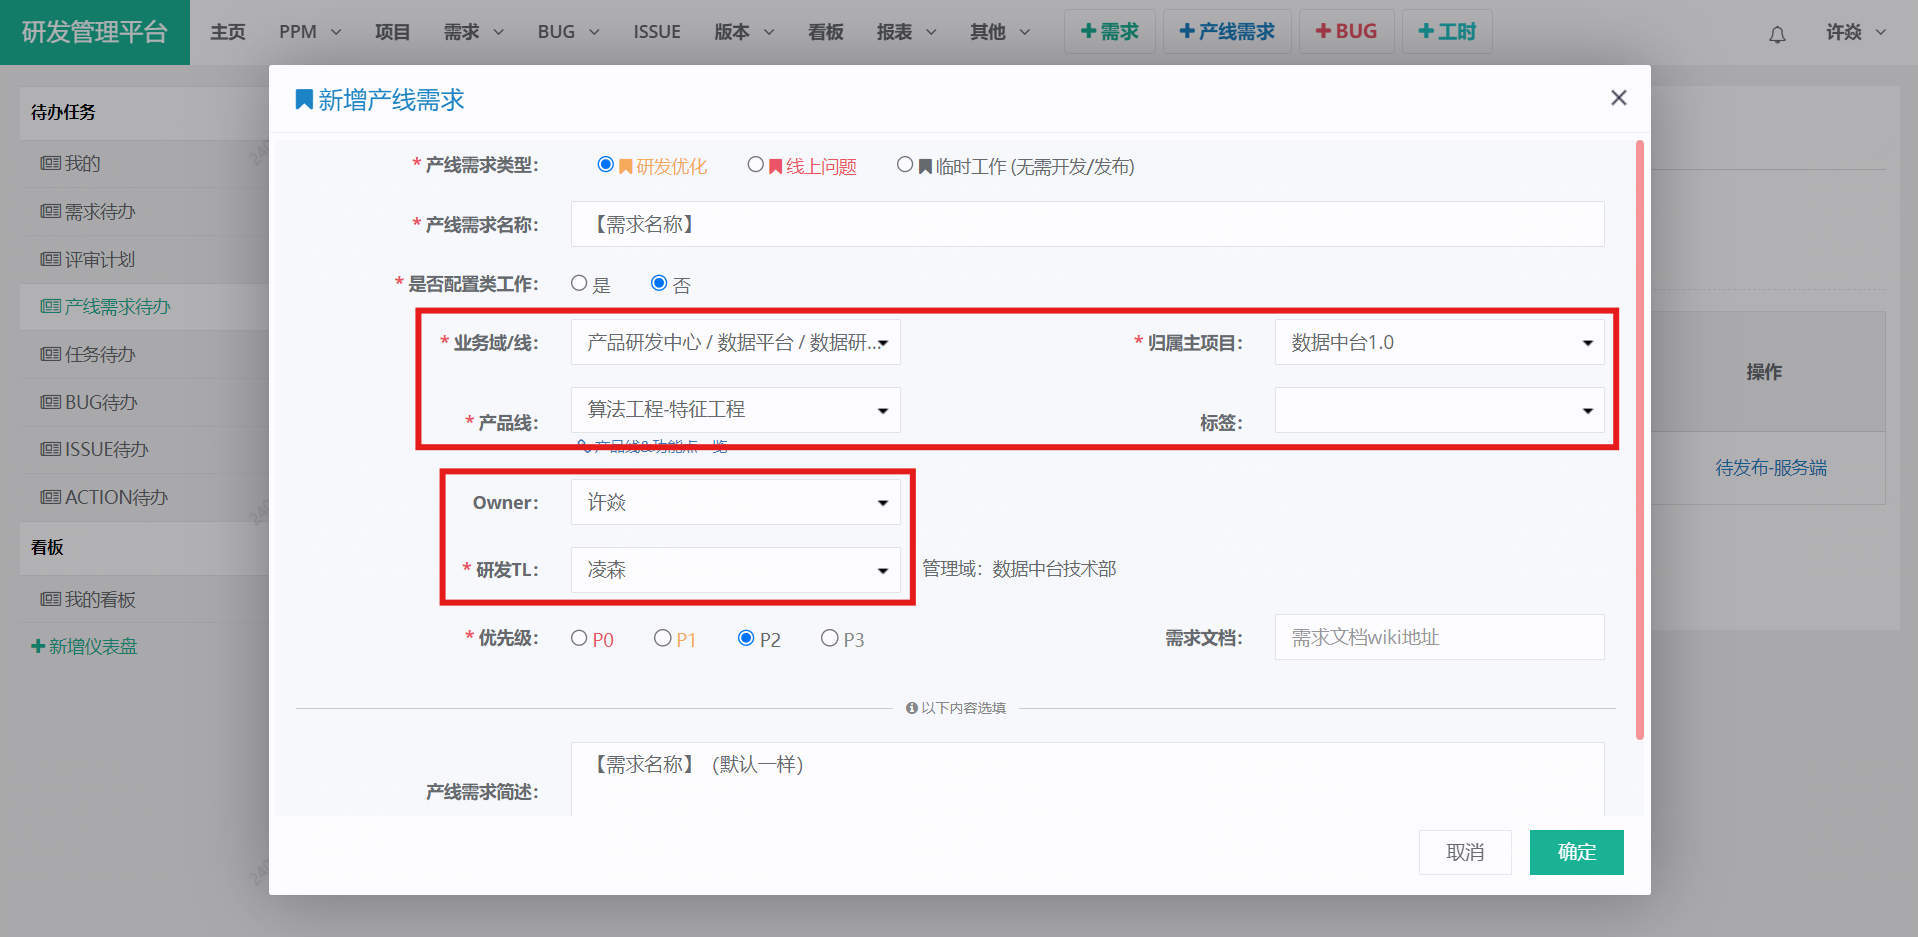 研发管理平台 主页 PPM 项目 需求 BUG ISSUE 版本 看板 报表 其他 需求 产线需求 BUG 工时 许焱
新增产线需求
待办任务
我的
需求待办
评审计划
产线需求待办
任务待办
BUG待办
ISSUE待办
ACTION待办
看板
我的看板
新增仪表盘
* 产线需求类型： 研发优化 线上问题 临时工作 (无需开发/发布)
* 产线需求名称： 【需求名称】
* 是否配置类工作： 是 否
* 业务域/线： 产品研发中心 / 数据平台 / 数据研... * 归属主项目： 数据中台1.0
* 产品线： 算法工程-特征工程 标签：
产品线&功能点一览
Owner： 许焱
* 研发TL： 凌森 管理域：数据中台技术部
* 优先级： P0 P1 P2 P3 需求文档： 需求文档wiki地址
以下内容选填
产线需求简述： 【需求名称】（默认一样）
取消 确定
操作
待发布-服务端